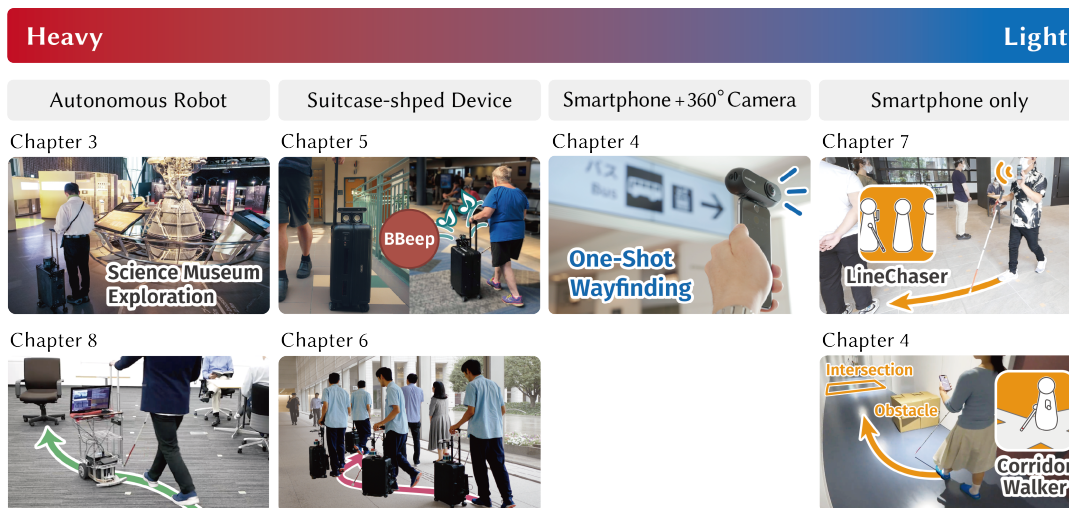 Heavy
Light
Autonomous Robot
Suitcase-shped Device
Smartphone + 360° Camera
Smartphone only
Chapter 3
Chapter 5
Chapter 4
Chapter 7
Science Museum
Exploration
BBeep
バス
Bus
One-Shot
Wayfinding
LineChaser
Chapter 8
Chapter 6
Chapter 4
Intersection
Obstacle
Corridor
Walker